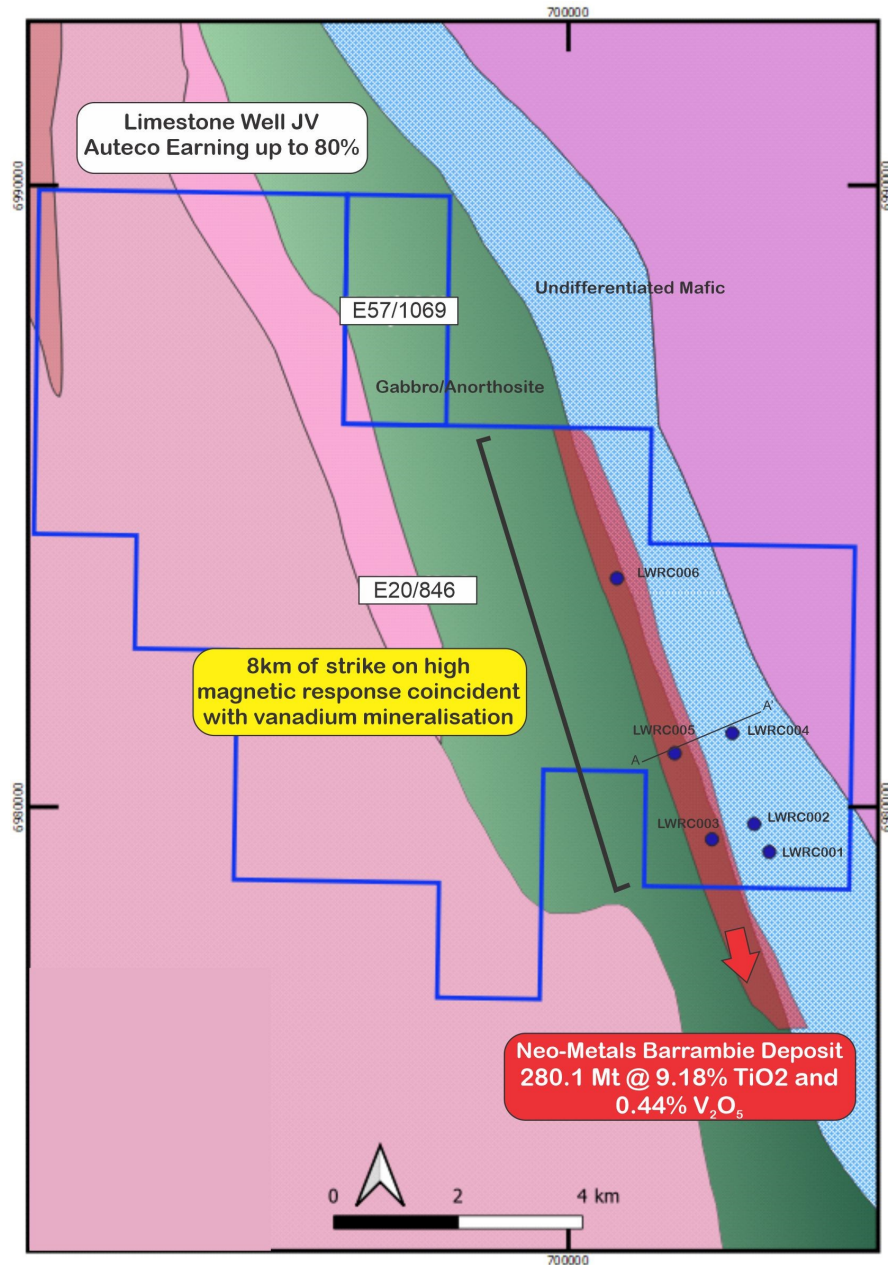 700000
Limestone Well JV
Auteco Earning up to 80%
6990000
6990000
Undifferentiated Mafic
E57/1069
Gabbro/Anorthosite
LWRC006
E20/846
8km of strike on high
magnetic response coincident
with vanadium mineralisation
A'
LWRC005
LWRC004
A
6980000
6980000
LWRC003
LWRC002
LWRC001
Neo-Metals Barrambie Deposit
280.1 Mt @ 9.18% TiO2 and
0.44% V₂O₅
0 2 4 km
700000